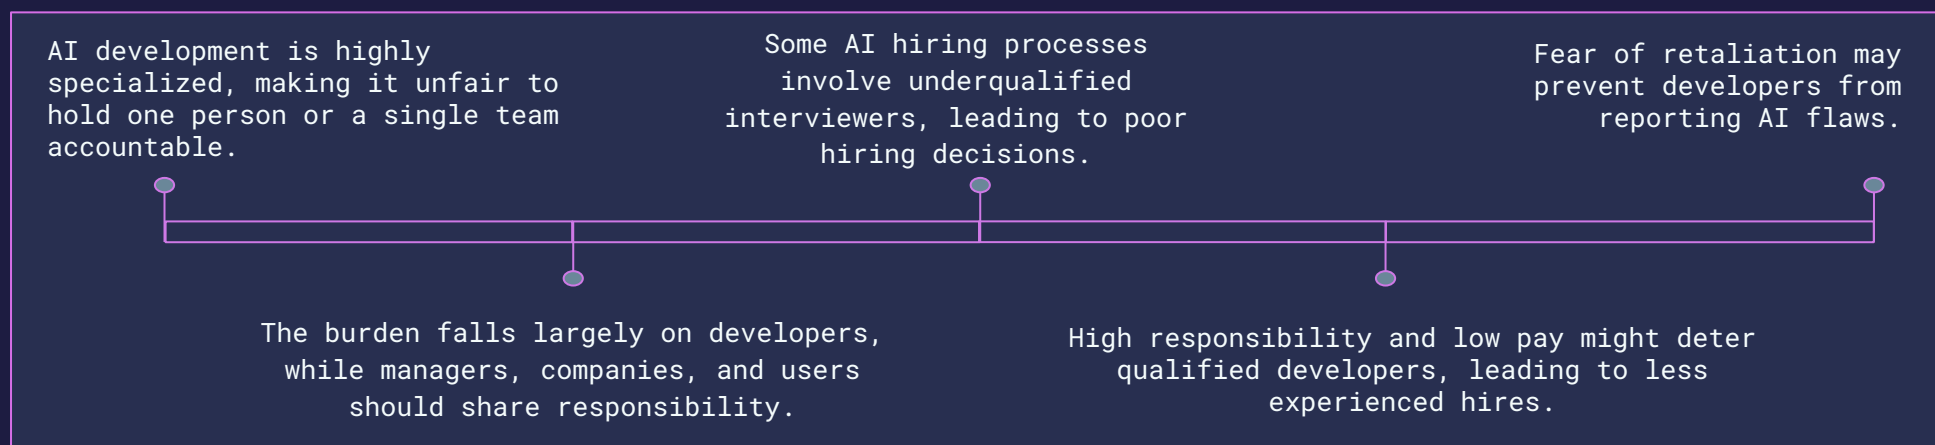 AI development is highly
specialized, making it unfair to
hold one person or a single team
accountable.
The burden falls largely on developers,
while managers, companies, and users
should share responsibility.
Some AI hiring processes
involve underqualified
interviewers, leading to poor
hiring decisions.
High responsibility and low pay might deter
qualified developers, leading to less
experienced hires.
Fear of retaliation may
prevent developers from
reporting AI flaws.